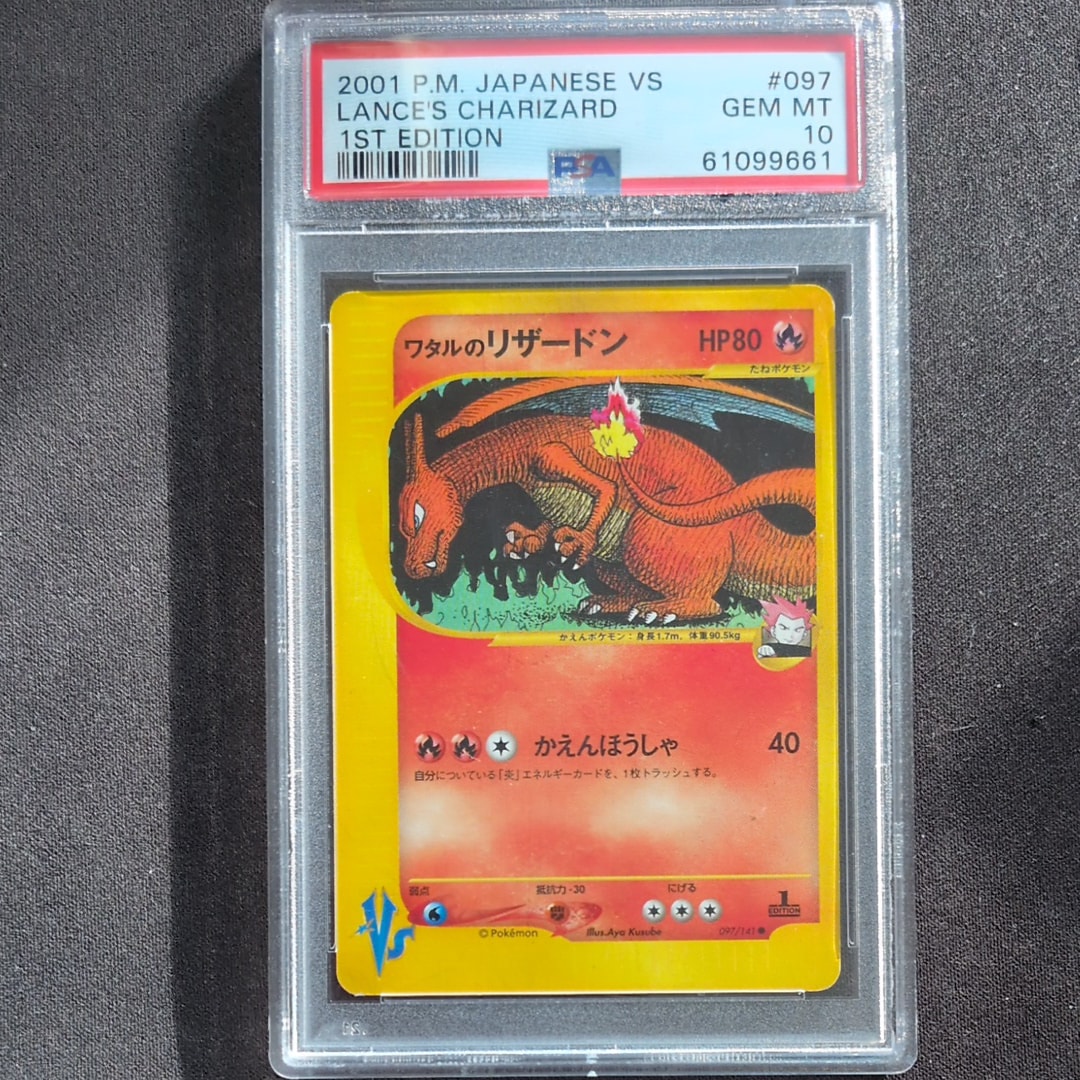 2001 P.M. JAPANESE VS #097
LANCE'S CHARIZARD GEM MT
1ST EDITION 10
61099661
PSA
ワタルのリザードン HP80
たねポケモン
かえんポケモン：身長1.7m、体重90.5kg
かえんほうしゃ 40
自分についている「炎」エネルギーカードを、1枚トラッシュする。
弱点 抵抗力-30 にげる
1
EDITION
VS
©Pokémon Illus.Aya Kusube 097/141●